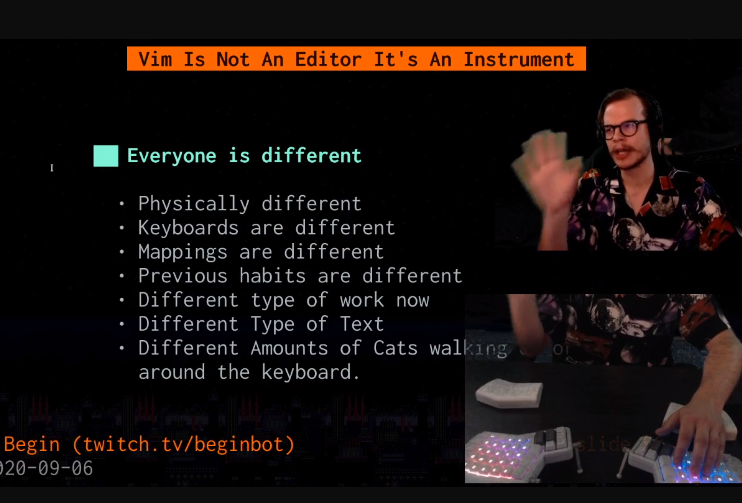 Vim Is Not An Editor It's An Instrument
Everyone is different
• Physically different
• Keyboards are different
• Mappings are different
• Previous habits are different
• Different type of work now
• Different Type of Text
• Different Amounts of Cats walking
around the keyboard.
Begin (twitch.tv/beginbot)
slide
020-09-06